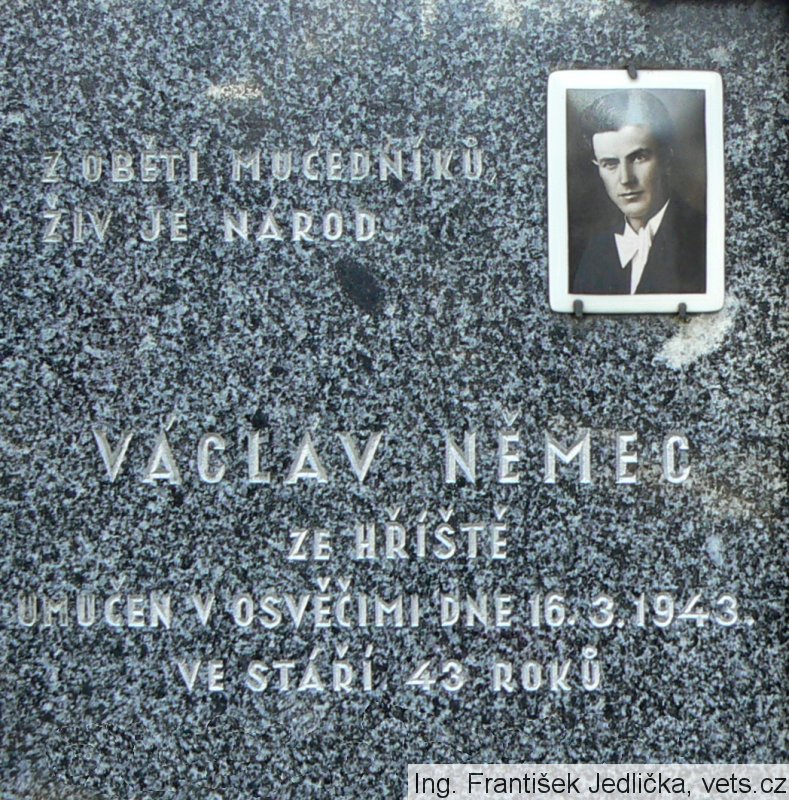 Z OBĚTÍ MUČEDNÍKŮ,
ŽIV JE NÁROD.
VÁCLAV NĚMEC
ZE HŘÍŠTĚ
UMUČEN V OSVĚČIMI DNE 16.3.1943.
VE STÁŘÍ 43 ROKŮ
Ing. František Jedlička, vets.cz